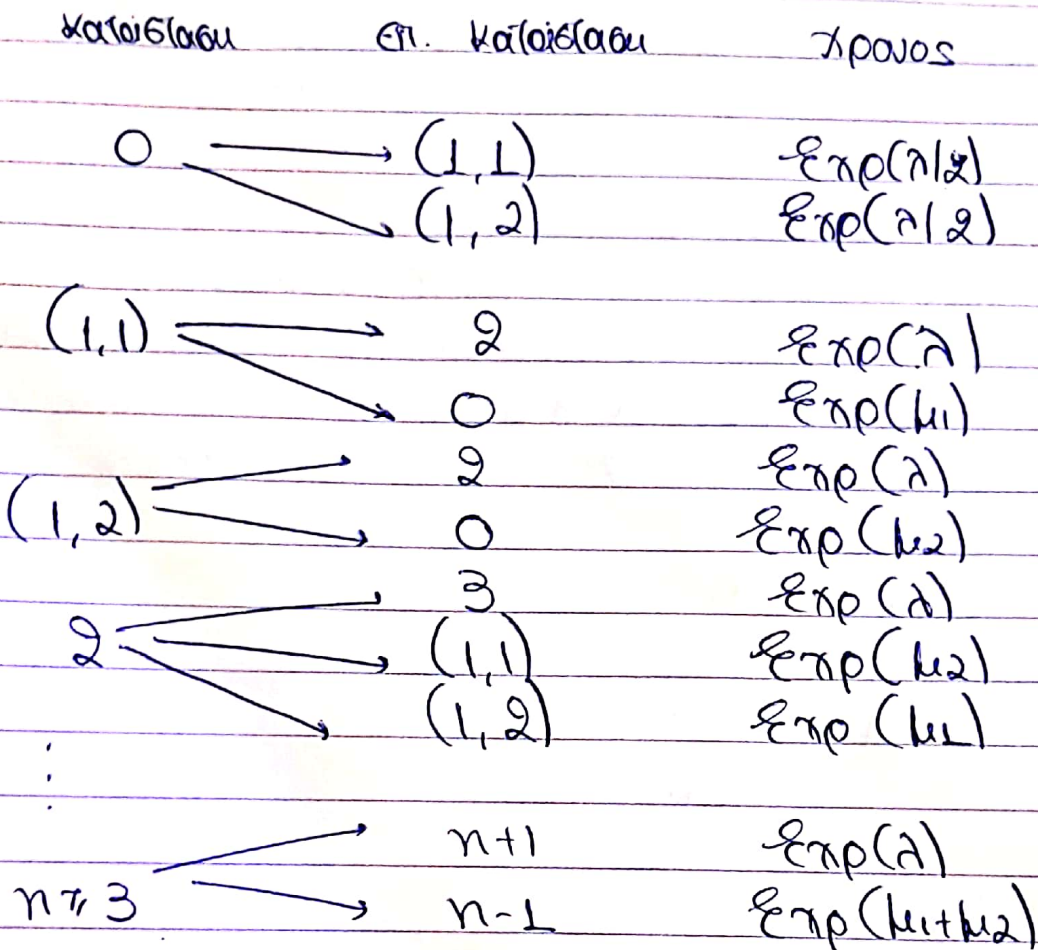 κατάσταση επ. κατάσταση χρονος
0 → (1,1) Exp(λ/2)
→ (1,2) Exp(λ/2)
(1,1) → 2 Exp(λ)
→ 0 Exp(μ1)
→ 2 Exp(λ)
(1,2) → 0 Exp(μ2)
→ 3 Exp(λ)
2 → (1,1) Exp(μ2)
→ (1,2) Exp(μ1)
⋮
→ n+1 Exp(λ)
n ≥ 3 → n-1 Exp(μ1+μ2)